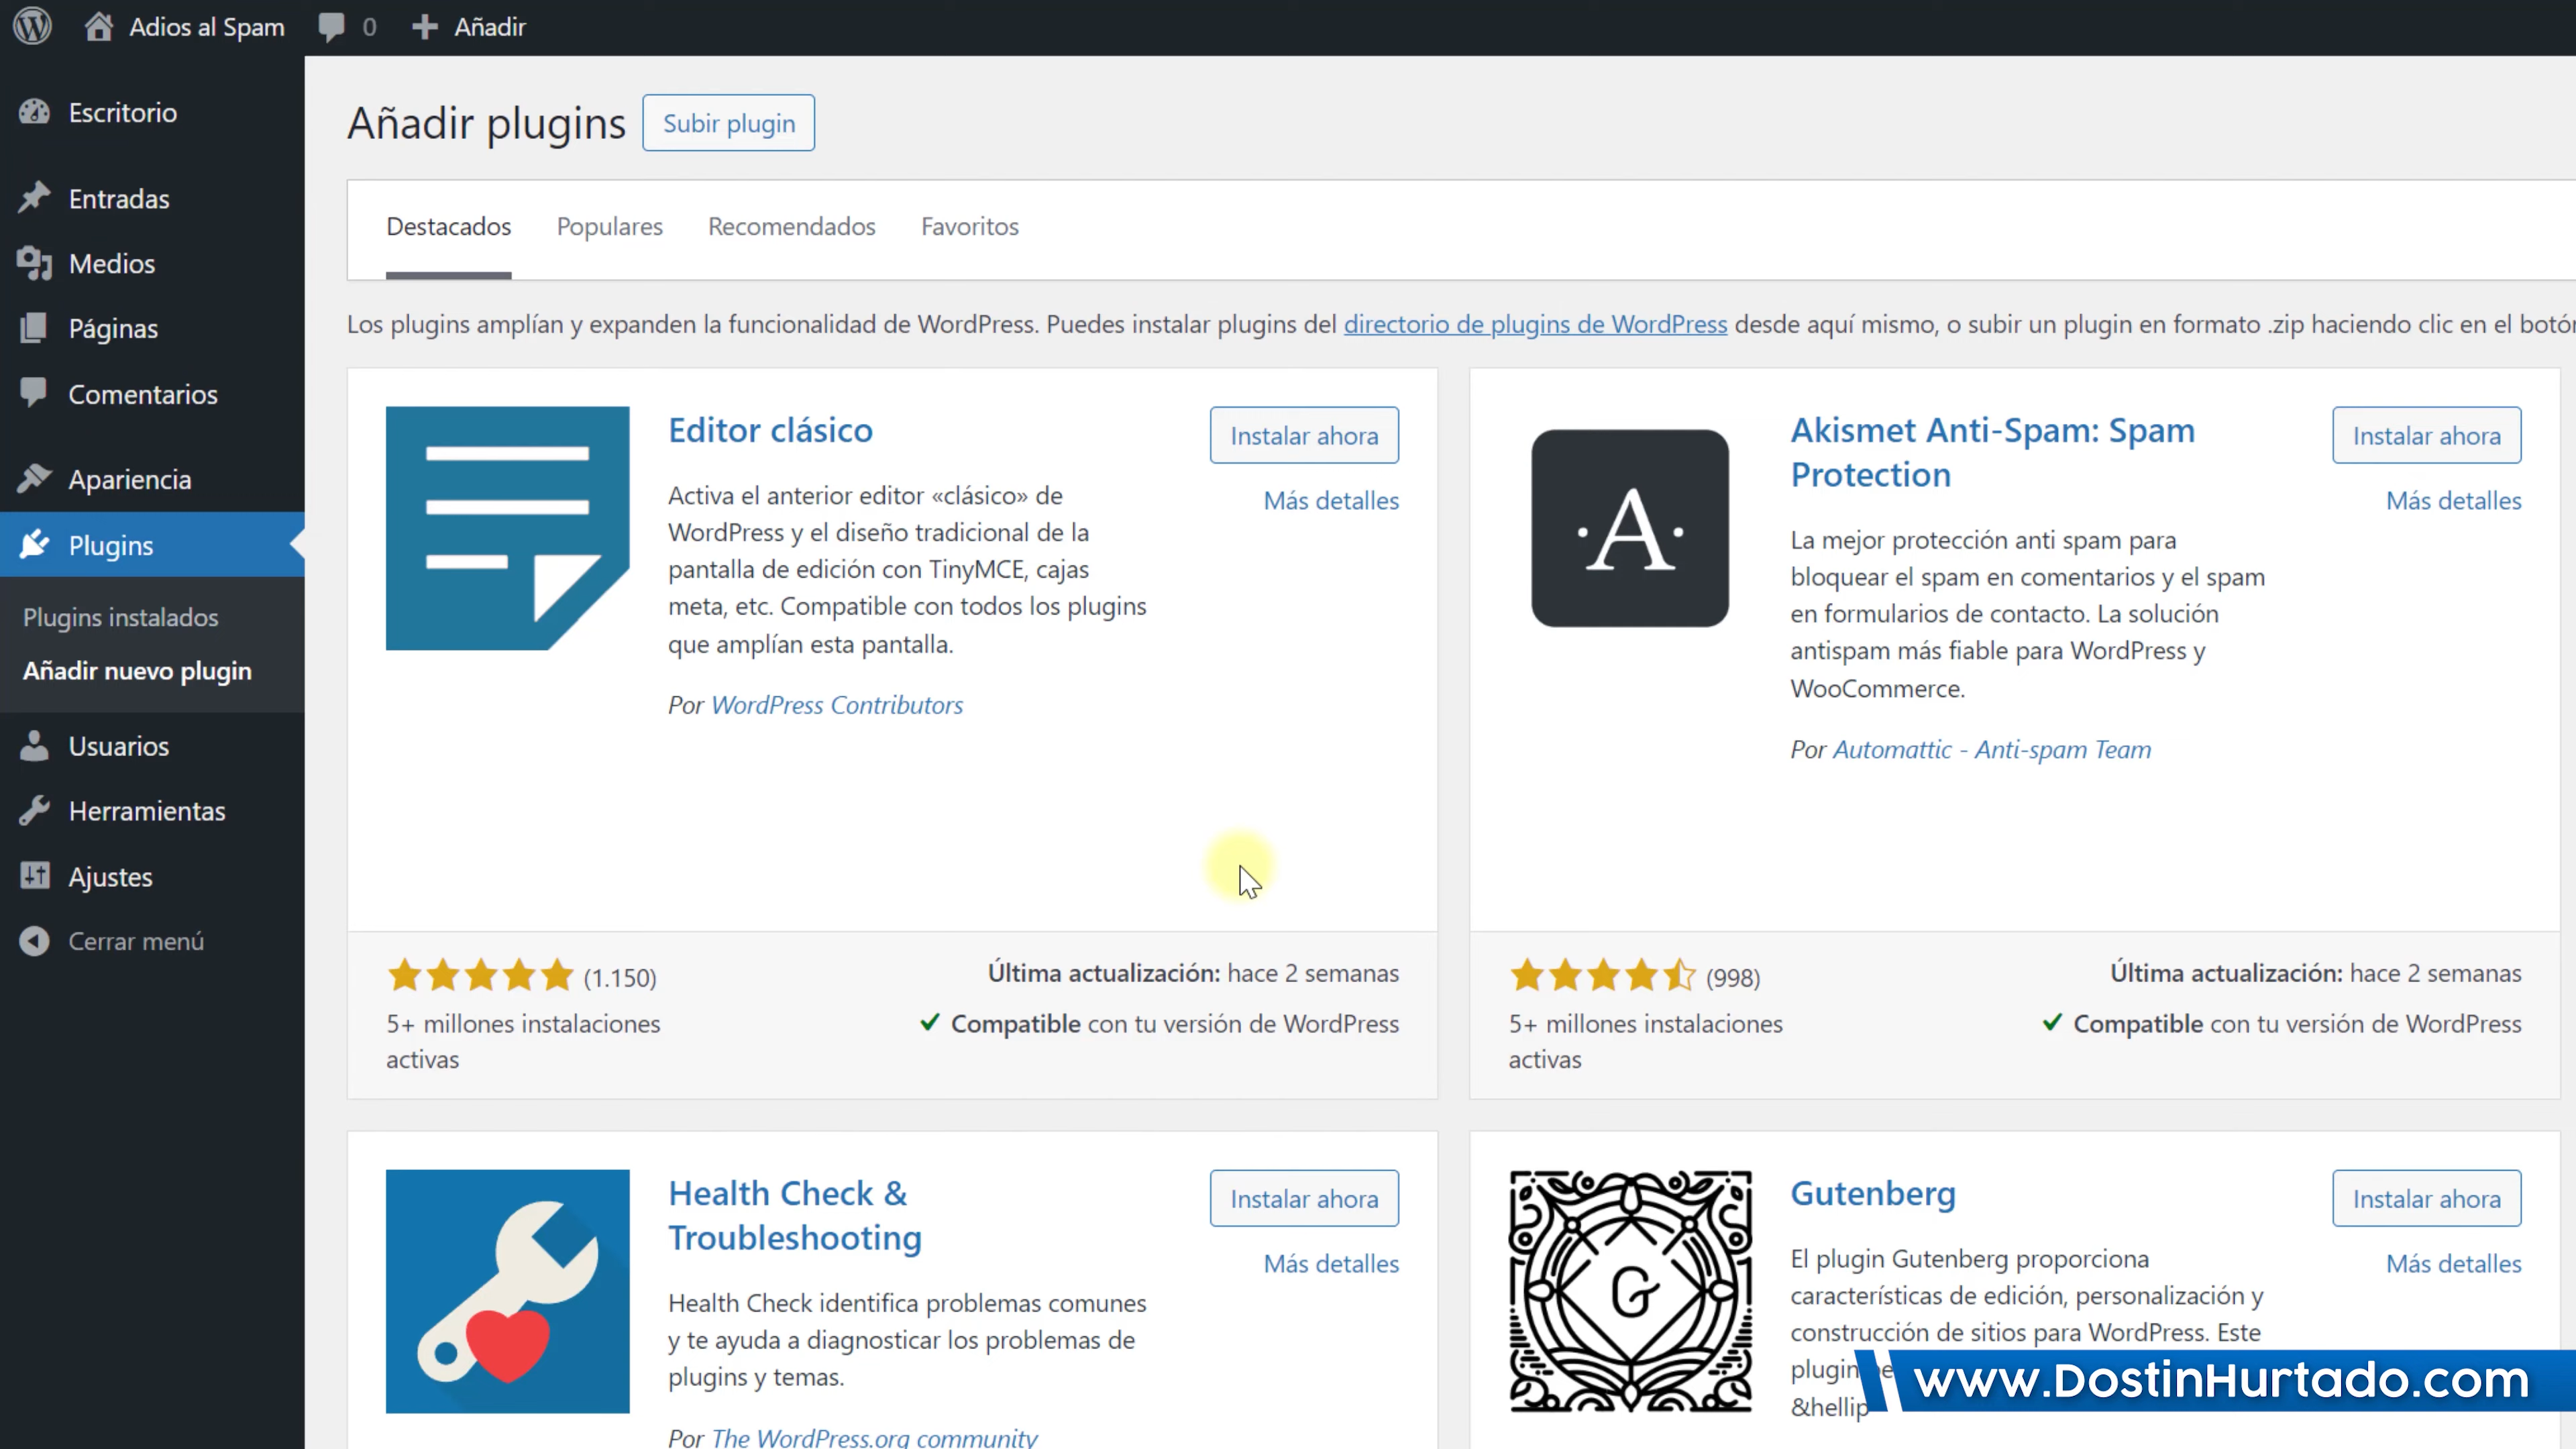 Adios al Spam
0
Añadir
Escritorio
Entradas
Medios
Páginas
Comentarios
Apariencia
Plugins
Plugins instalados
Añadir nuevo plugin
Usuarios
Herramientas
Ajustes
Cerrar menú
Añadir plugins
Subir plugin
Destacados
Populares
Recomendados
Favoritos
Los plugins amplían y expanden la funcionalidad de WordPress. Puedes instalar plugins del directorio de plugins de WordPress desde aquí mismo, o subir un plugin en formato .zip haciendo clic en el
Editor clásico
Instalar ahora
Más detalles
Activa el anterior editor «clásico» de
WordPress y el diseño tradicional de la
pantalla de edición con TinyMCE, cajas
meta, etc. Compatible con todos los plugins
que amplían esta pantalla.
Por WordPress Contributors
(1.150)
5+ millones instalaciones
activas
Última actualización: hace 2 semanas
Compatible con tu versión de WordPress
·A·
Akismet Anti-Spam: Spam
Protection
Instalar ahora
Más detalles
La mejor protección anti spam para
bloquear el spam en comentarios y el spam
en formularios de contacto. La solución
antispam más fiable para WordPress y
WooCommerce.
Por Automattic - Anti-spam Team
(998)
5+ millones instalaciones
activas
Última actualización: hace 2 semanas
Compatible con tu versión de WordPress
Health Check &
Troubleshooting
Instalar ahora
Más detalles
Health Check identifica problemas comunes
y te ayuda a diagnosticar los problemas de
plugins y temas.
Por The WordPress.org community
G
Gutenberg
Instalar ahora
Más detalles
El plugin Gutenberg proporciona
características de edición, personalización y
construcción de sitios para WordPress. Este
plugin
&hellip
www.DostinHurtado.com